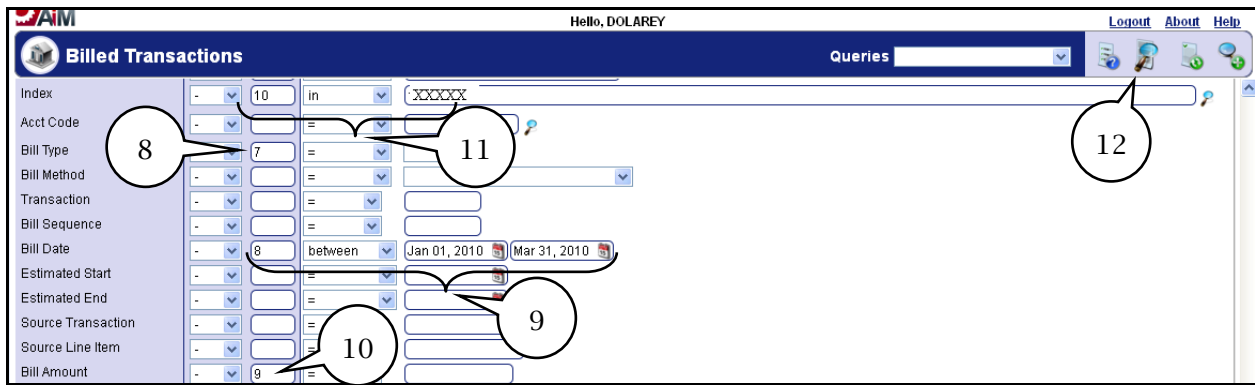 AiM Hello, DOLAREY Logout About Help
Billed Transactions Queries
Index - 10 in XXXXX
Acct Code - =
Bill Type 7 =
Bill Method - =
Transaction - =
Bill Sequence - =
Bill Date - 8 between Jan 01, 2010 Mar 31, 2010
Estimated Start - =
Estimated End - =
Source Transaction - =
Source Line Item - =
Bill Amount - 9 =
8
11
12
9
10